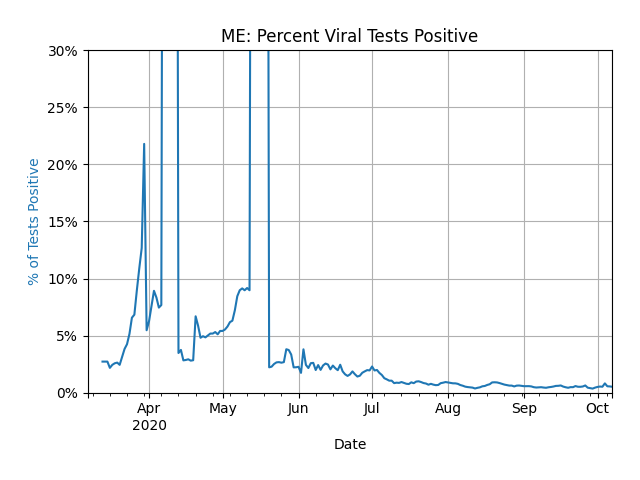 ME: Percent Viral Tests Positive
30%
25%
20%
15%
10%
5%
0%
% of Tests Positive
Apr May Jun Jul Aug Sep Oct
2020
Date